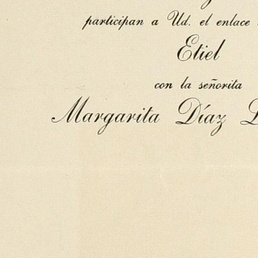 participan a Ud. el enlace
Etiel
con la señorita
Margarita Díaz